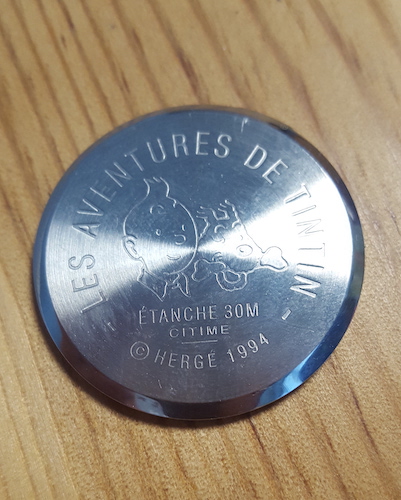 LES AVENTURES DE TINTIN
ÉTANCHE 30M
CITIME
© HERGÉ 1994